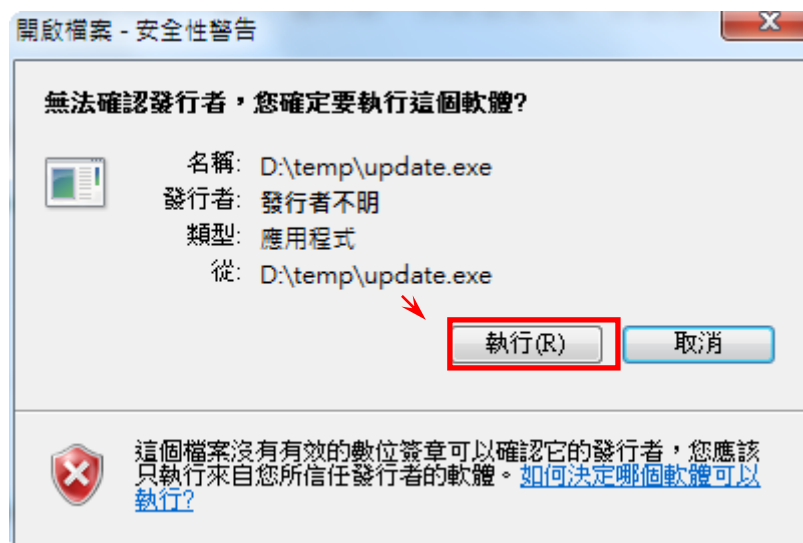 開啟檔案 - 安全性警告
無法確認發行者，您確定要執行這個軟體?
名稱: D:\temp\update.exe
發行者: 發行者不明
類型: 應用程式
從: D:\temp\update.exe
執行(R) 取消
這個檔案沒有有效的數位簽章可以確認它的發行者，您應該
只執行來自您所信任發行者的軟體。如何決定哪個軟體可以
執行?